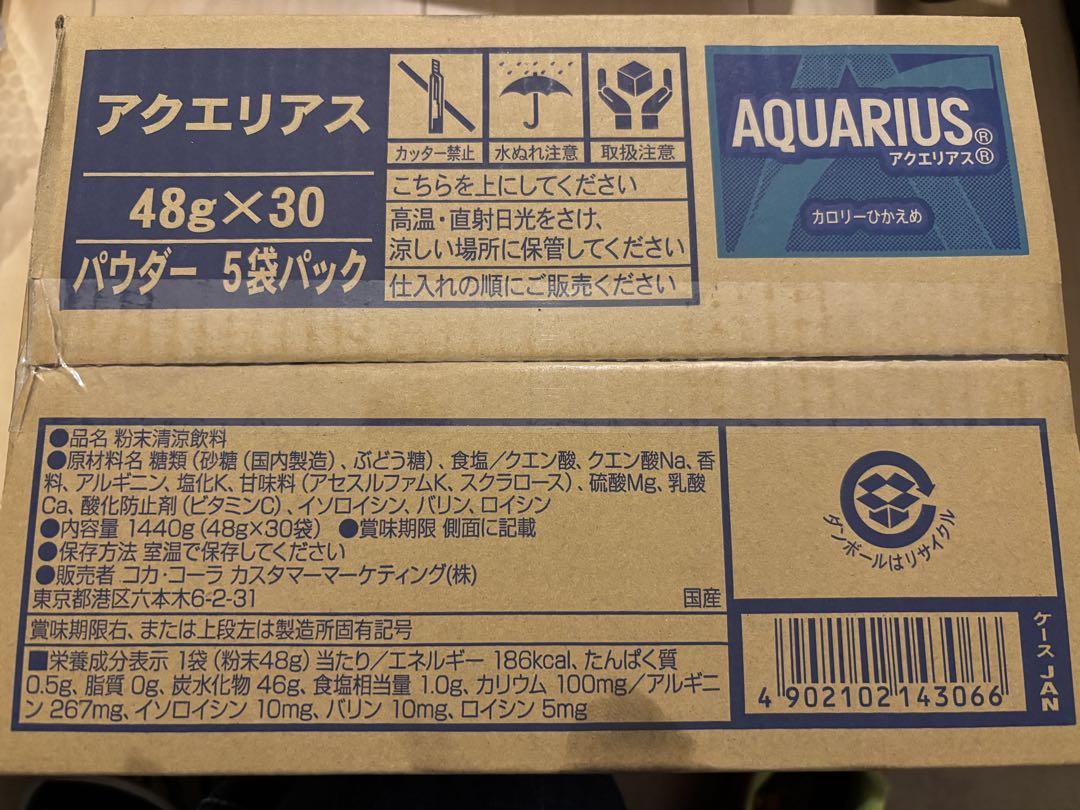 アクエリアス
48g×30
パウダー 5袋パック
カッター禁止
水ぬれ注意
取扱注意
こちらを上にしてください
高温・直射日光をさけ、
涼しい場所に保管してください
仕入れの順にご販売ください
AQUARIUS®
アクエリアス®
カロリーひかえめ
●品名 粉末清涼飲料
●原材料名 糖類（砂糖（国内製造）、ぶどう糖）、食塩／クエン酸、クエン酸Na、香
料、アルギニン、塩化K、甘味料（アセスルファムK、スクラロース）、硫酸Mg、乳酸
Ca、酸化防止剤（ビタミンC）、イソロイシン、バリン、ロイシン
●内容量 1440g（48g×30袋） ●賞味期限 側面に記載
●保存方法 室温で保存してください
●販売者 コカ・コーラ カスタマーマーケティング(株)
東京都港区六本木6-2-31 国産
賞味期限右、または上段左は製造所固有記号
■栄養成分表示 1袋（粉末48g）当たり／エネルギー 186kcal、たんぱく質
0.5g、脂質 0g、炭水化物 46g、食塩相当量 1.0g、カリウム 100mg／アルギニ
ン 267mg、イソロイシン 10mg、バリン 10mg、ロイシン 5mg
ダンボールはリサイクル
ケース JAN
4 902102 143066